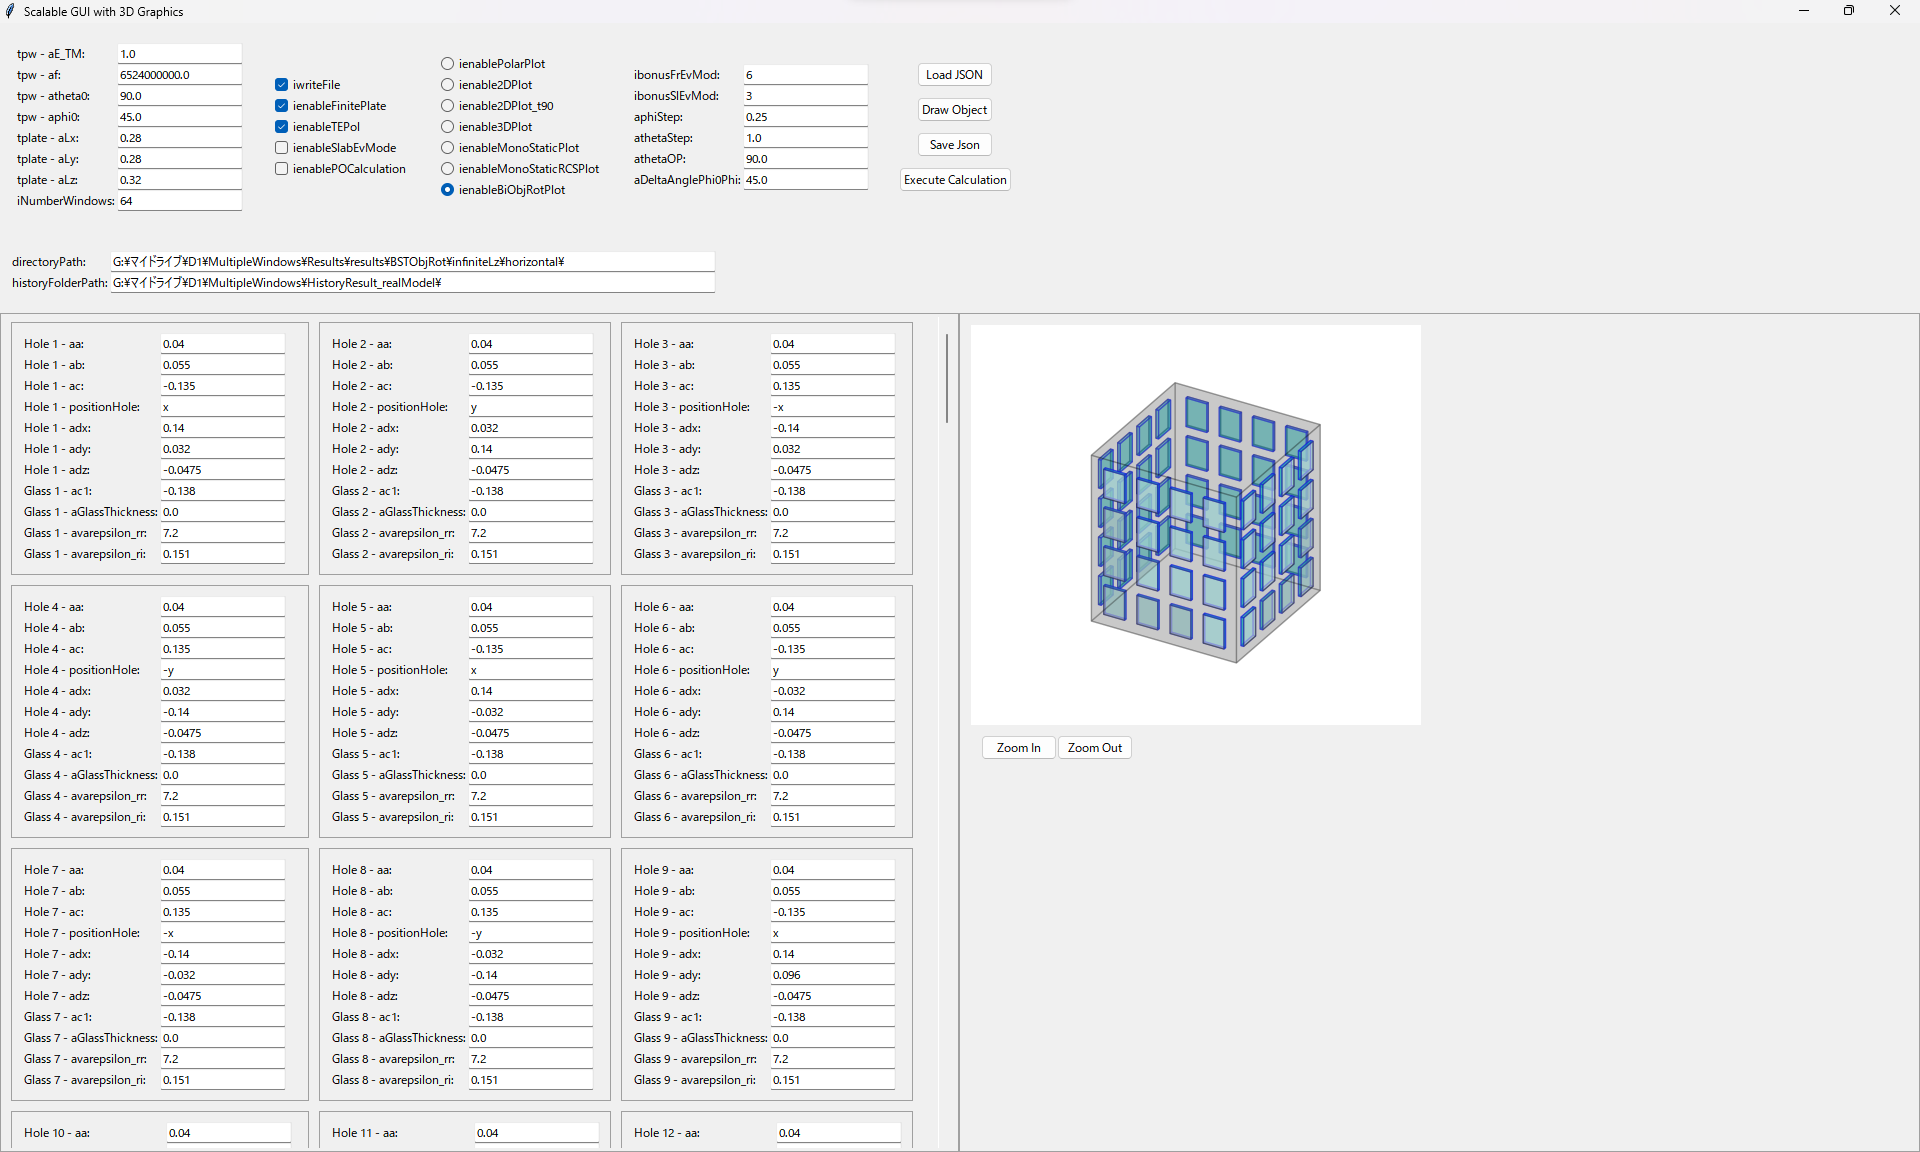 Scalable GUI with 3D Graphics
tpw - aE_TM: 1.0
tpw - af: 6524000000.0
tpw - atheta0: 90.0
tpw - aphi0: 45.0
tplate - aLx: 0.28
tplate - aLy: 0.28
tplate - aLz: 0.32
iNumberWindows: 64
iwriteFile
ienableFinitePlate
ienableTEPol
ienableSlabEvMode
ienablePOCalculation
ienablePolarPlot
ienable2DPlot
ienable2DPlot_t90
ienable3DPlot
ienableMonoStaticPlot
ienableMonoStaticRCSPlot
ienableBiObjRotPlot
ibonusFrEvMod: 6
ibonusSlEvMod: 3
aphiStep: 0.25
athetaStep: 1.0
athetaOP: 90.0
aDeltaAnglePhi0Phi: 45.0
Load JSON
Draw Object
Save Json
Execute Calculation
directoryPath: G:¥マイドライブ¥D1¥MultipleWindows¥Results¥results¥BSTObjRot¥infiniteLz¥horizontal¥
historyFolderPath: G:¥マイドライブ¥D1¥MultipleWindows¥HistoryResult_realModel¥
Hole 1 - aa: 0.04
Hole 1 - ab: 0.055
Hole 1 - ac: -0.135
Hole 1 - positionHole: x
Hole 1 - adx: 0.14
Hole 1 - ady: 0.032
Hole 1 - adz: -0.0475
Glass 1 - ac1: -0.138
Glass 1 - aGlassThickness: 0.0
Glass 1 - avarepsilon_rr: 7.2
Glass 1 - avarepsilon_ri: 0.151
Hole 2 - aa: 0.04
Hole 2 - ab: 0.055
Hole 2 - ac: -0.135
Hole 2 - positionHole: y
Hole 2 - adx: 0.032
Hole 2 - ady: 0.14
Hole 2 - adz: -0.0475
Glass 2 - ac1: -0.138
Glass 2 - aGlassThickness: 0.0
Glass 2 - avarepsilon_rr: 7.2
Glass 2 - avarepsilon_ri: 0.151
Hole 3 - aa: 0.04
Hole 3 - ab: 0.055
Hole 3 - ac: 0.135
Hole 3 - positionHole: -x
Hole 3 - adx: -0.14
Hole 3 - ady: 0.032
Hole 3 - adz: -0.0475
Glass 3 - ac1: -0.138
Glass 3 - aGlassThickness: 0.0
Glass 3 - avarepsilon_rr: 7.2
Glass 3 - avarepsilon_ri: 0.151
Hole 4 - aa: 0.04
Hole 4 - ab: 0.055
Hole 4 - ac: 0.135
Hole 4 - positionHole: -y
Hole 4 - adx: 0.032
Hole 4 - ady: -0.14
Hole 4 - adz: -0.0475
Glass 4 - ac1: -0.138
Glass 4 - aGlassThickness: 0.0
Glass 4 - avarepsilon_rr: 7.2
Glass 4 - avarepsilon_ri: 0.151
Hole 5 - aa: 0.04
Hole 5 - ab: 0.055
Hole 5 - ac: -0.135
Hole 5 - positionHole: x
Hole 5 - adx: 0.14
Hole 5 - ady: -0.032
Hole 5 - adz: -0.0475
Glass 5 - ac1: -0.138
Glass 5 - aGlassThickness: 0.0
Glass 5 - avarepsilon_rr: 7.2
Glass 5 - avarepsilon_ri: 0.151
Hole 6 - aa: 0.04
Hole 6 - ab: 0.055
Hole 6 - ac: -0.135
Hole 6 - positionHole: y
Hole 6 - adx: -0.032
Hole 6 - ady: 0.14
Hole 6 - adz: -0.0475
Glass 6 - ac1: -0.138
Glass 6 - aGlassThickness: 0.0
Glass 6 - avarepsilon_rr: 7.2
Glass 6 - avarepsilon_ri: 0.151
Hole 7 - aa: 0.04
Hole 7 - ab: 0.055
Hole 7 - ac: 0.135
Hole 7 - positionHole: -x
Hole 7 - adx: -0.14
Hole 7 - ady: -0.032
Hole 7 - adz: -0.0475
Glass 7 - ac1: -0.138
Glass 7 - aGlassThickness: 0.0
Glass 7 - avarepsilon_rr: 7.2
Glass 7 - avarepsilon_ri: 0.151
Hole 8 - aa: 0.04
Hole 8 - ab: 0.055
Hole 8 - ac: 0.135
Hole 8 - positionHole: -y
Hole 8 - adx: -0.032
Hole 8 - ady: -0.14
Hole 8 - adz: -0.0475
Glass 8 - ac1: -0.138
Glass 8 - aGlassThickness: 0.0
Glass 8 - avarepsilon_rr: 7.2
Glass 8 - avarepsilon_ri: 0.151
Hole 9 - aa: 0.04
Hole 9 - ab: 0.055
Hole 9 - ac: -0.135
Hole 9 - positionHole: x
Hole 9 - adx: 0.14
Hole 9 - ady: 0.096
Hole 9 - adz: -0.0475
Glass 9 - ac1: -0.138
Glass 9 - aGlassThickness: 0.0
Glass 9 - avarepsilon_rr: 7.2
Glass 9 - avarepsilon_ri: 0.151
Hole 10 - aa: 0.04
Hole 11 - aa: 0.04
Hole 12 - aa: 0.04
Zoom In
Zoom Out